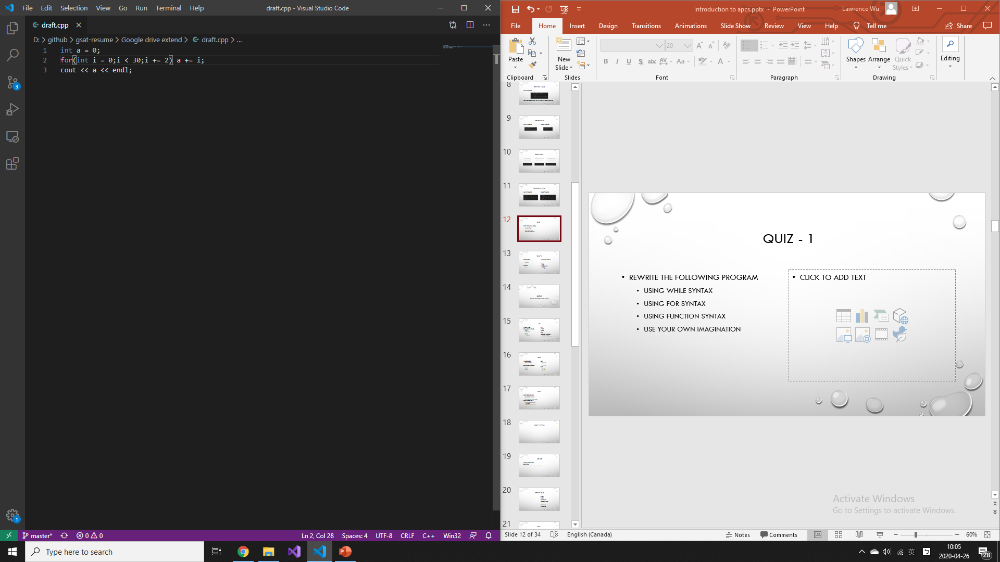 File Edit Selection View Go Run Terminal Help
draft.cpp - Visual Studio Code
draft.cpp
D: > github > gsat-resume > Google drive extend > draft.cpp > ...
1 int a = 0;
2 for(int i = 0;i < 30;i += 2) a += i;
3 cout << a << endl;
3
1
master*
0 0
Ln 2, Col 28
Spaces: 4
UTF-8
CRLF
C++
Win32
Introduction to apcs.pptx - PowerPoint
Lawrence Wu
File Home Insert Design Transitions Animations Slide Show Review View Help Tell me
Share
Paste
Clipboard
New
Slide
Slides
20
B I U S abc AV Aa
A
Font
Paragraph
Shapes Arrange Quick
Styles
Drawing
Editing
8
9
10
11
12
13
14
15
16
17
18
19
20
21
QUIZ - 1
• REWRITE THE FOLLOWING PROGRAM
• USING WHILE SYNTAX
• USING FOR SYNTAX
• USING FUNCTION SYNTAX
• USE YOUR OWN IMAGINATION
• CLICK TO ADD TEXT
Activate Windows
Go to Settings to activate Windows.
Slide 12 of 34
English (Canada)
Notes
Comments
60%
Type here to search
英
10:05
2020-04-26
28